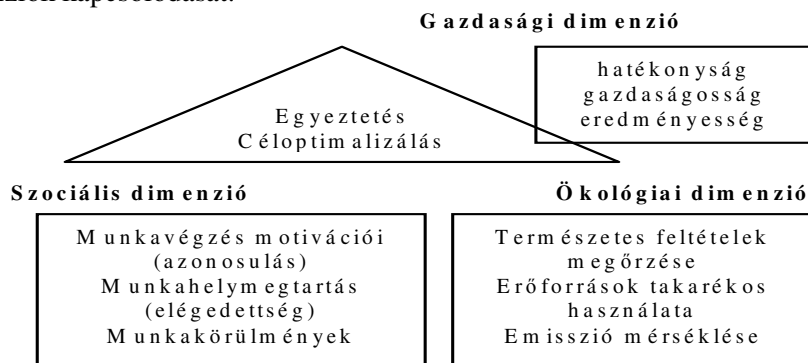 kapcsolódását.
Gazdasági dimenzió
hatékonyság
gazdaságosság
eredményesség
Egyeztetés
Céloptimalizálás
Szociális dimenzió
Munkavégzés motivációi
(azonosulás)
Munkahelymegtartás
(elégedettség)
Munkakörülmények
Ökológiai dimenzió
Természetes feltételek
megőrzése
Erőforrások takarékos
használata
Emisszió mérséklése